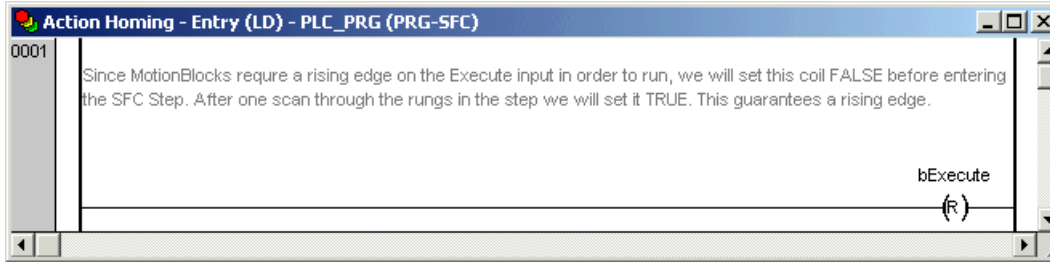 Action Homing - Entry (LD) - PLC_PRG (PRG-SFC)
0001
Since MotionBlocks requre a rising edge on the Execute input in order to run, we will set this coil FALSE before entering
the SFC Step. After one scan through the rungs in the step we will set it TRUE. This guarantees a rising edge.
bExecute
(R)